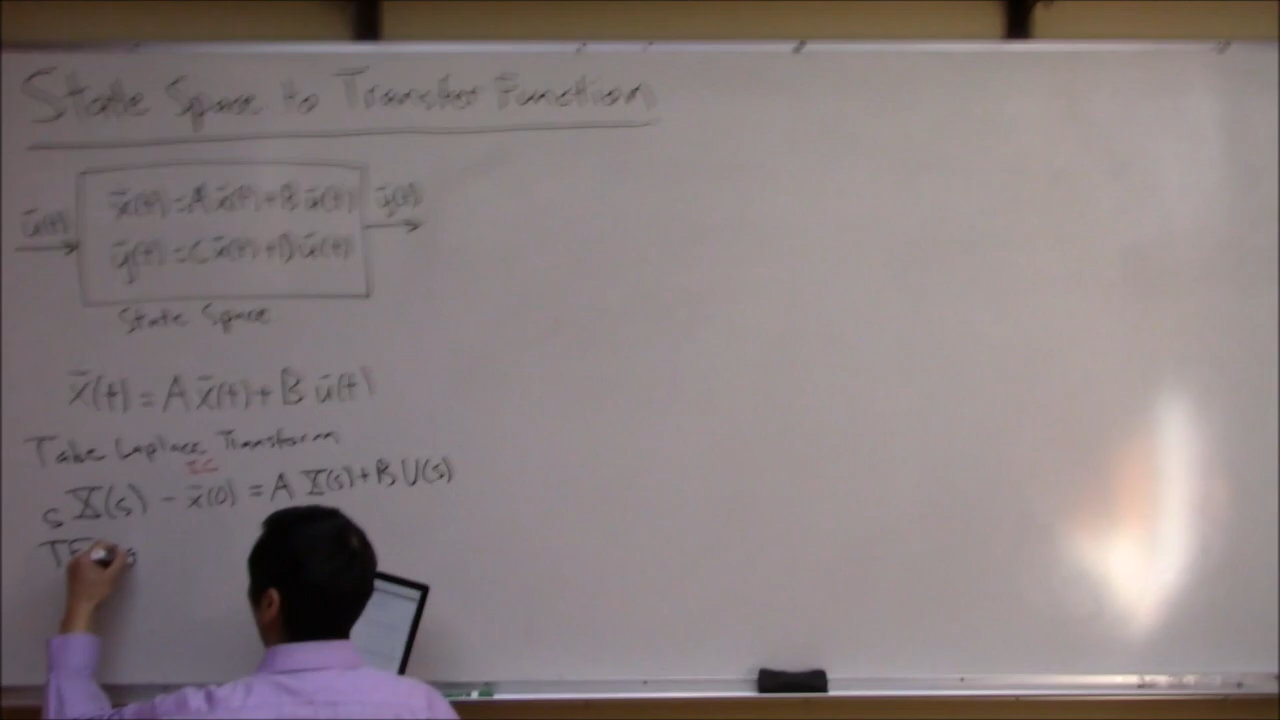 State Space to Transfer Function
ū(t)
ẋ̄(t) = A x̄(t) + B ū(t)
ȳ(t) = C x̄(t) + D ū(t)
ȳ(t)
State Space
ẋ̄(t) = A x̄(t) + B ū(t)
Take Laplace Transform
IC
s X(s) - x̄(0) = A X(s) + B U(s)